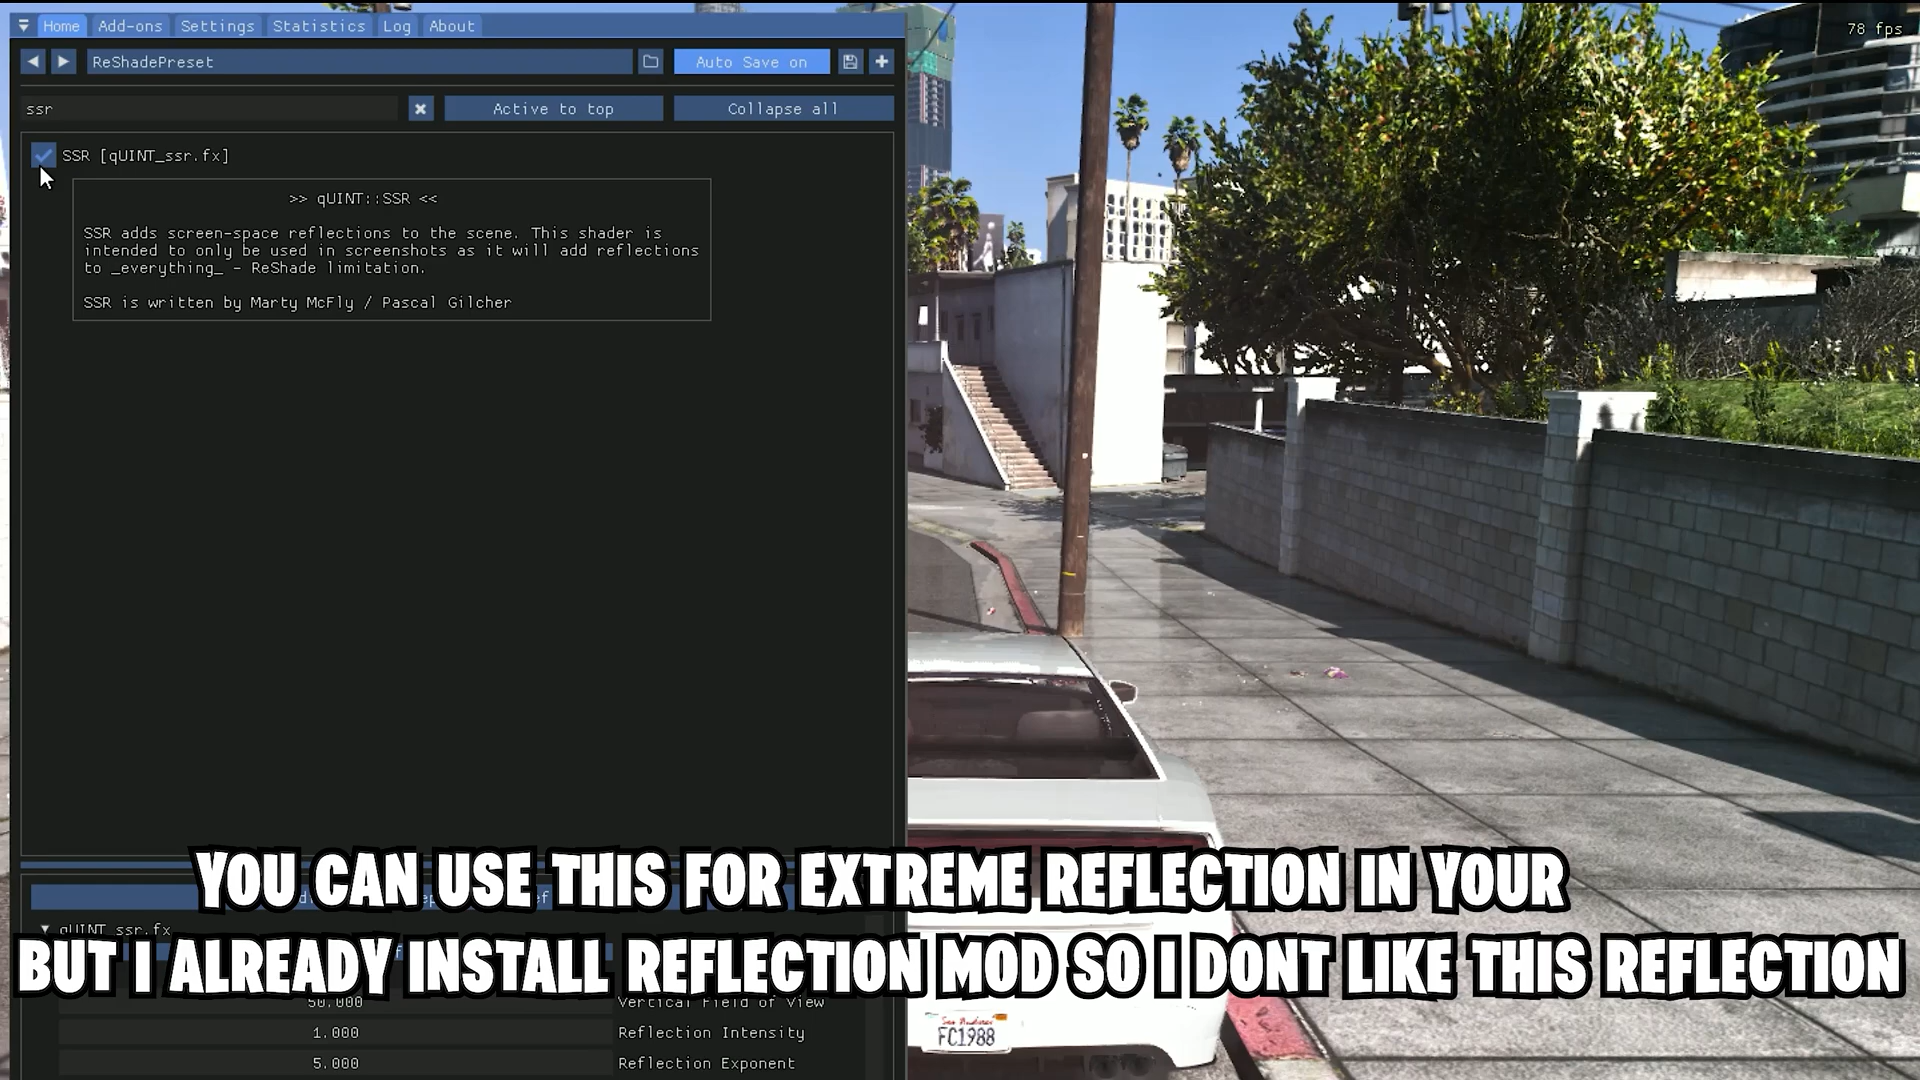 Home Add-ons Settings Statistics Log About
78 fps
ReShadePreset Auto Save on
ssr Active to top Collapse all
SSR [qUINT_ssr.fx]
>> qUINT::SSR <<
SSR adds screen-space reflections to the scene. This shader is
intended to only be used in screenshots as it will add reflections
to _everything_ - ReShade limitation.
SSR is written by Marty McFly / Pascal Gilcher
YOU CAN USE THIS FOR EXTREME REFLECTION IN YOUR
qUINT_ssr.fx
BUT I ALREADY INSTALL REFLECTION MOD SO I DONT LIKE THIS REFLECTION
50.000 Vertical Field of View
1.000 Reflection Intensity
5.000 Reflection Exponent
San Andreas
FC1988